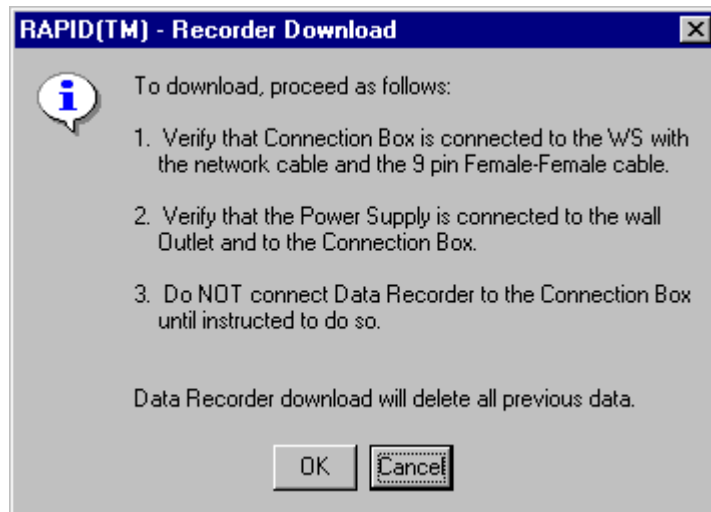 RAPID(TM) - Recorder Download
To download, proceed as follows:
1. Verify that Connection Box is connected to the WS with
the network cable and the 9 pin Female-Female cable.
2. Verify that the Power Supply is connected to the wall
Outlet and to the Connection Box.
3. Do NOT connect Data Recorder to the Connection Box
until instructed to do so.
Data Recorder download will delete all previous data.
OK Cancel